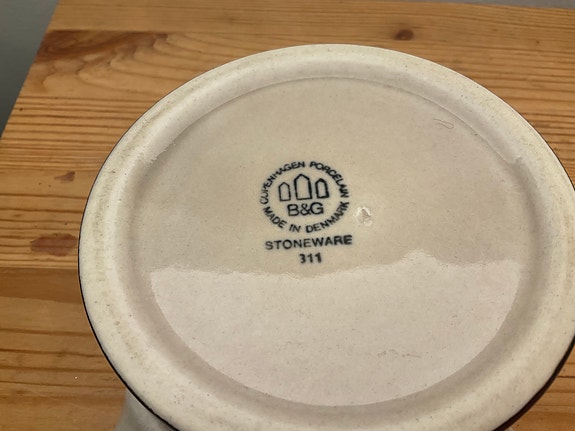 COPENHAGEN PORCELAIN
B&G
MADE IN DENMARK
STONEWARE
311